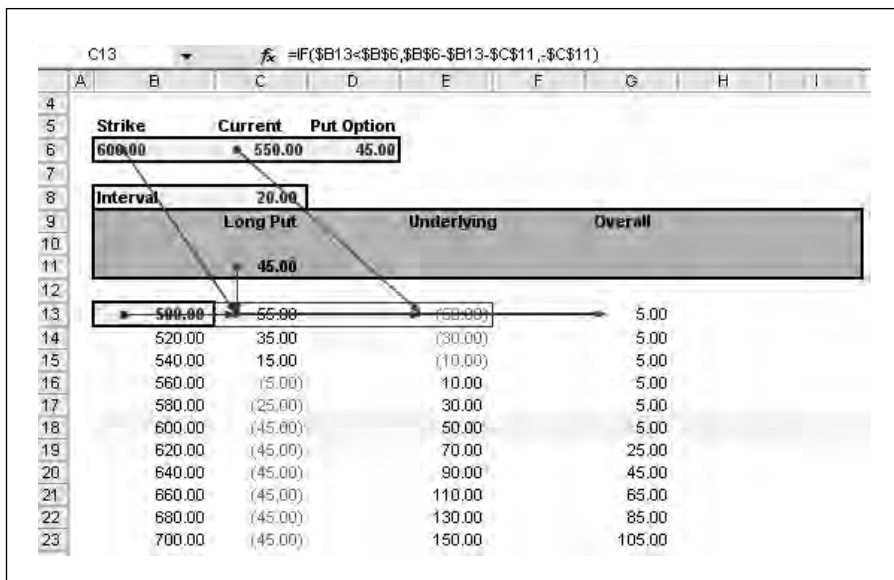 C13 fx =IF($B13<$B$6,$B$6-$B13-$C$11,-$C$11)
A B C D E F G H I
4
5 Strike Current Put Option
6 600.00 550.00 45.00
7
8 Interval 20.00
9 Long Put Underlying Overall
10
11 45.00
12
13 500.00 55.00 (50.00) 5.00
14 520.00 35.00 (30.00) 5.00
15 540.00 15.00 (10.00) 5.00
16 560.00 (5.00) 10.00 5.00
17 580.00 (25.00) 30.00 5.00
18 600.00 (45.00) 50.00 5.00
19 620.00 (45.00) 70.00 25.00
20 640.00 (45.00) 90.00 45.00
21 660.00 (45.00) 110.00 65.00
22 680.00 (45.00) 130.00 85.00
23 700.00 (45.00) 150.00 105.00